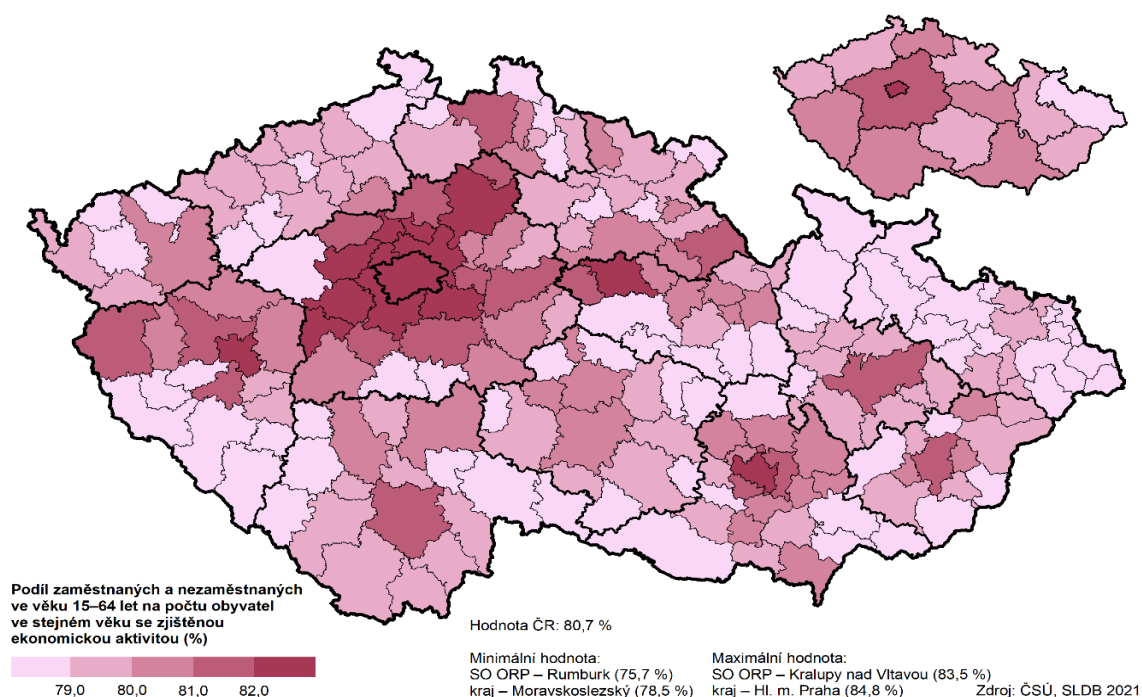 Podíl zaměstnaných a nezaměstnaných
ve věku 15–64 let na počtu obyvatel
ve stejném věku se zjištěnou
ekonomickou aktivitou (%)
79,0 80,0 81,0 82,0
Hodnota ČR: 80,7 %
Minimální hodnota:
SO ORP – Rumburk (75,7 %)
kraj – Moravskoslezský (78,5 %)
Maximální hodnota:
SO ORP – Kralupy nad Vltavou (83,5 %)
kraj – Hl. m. Praha (84,8 %)
Zdroj: ČSÚ, SLDB 2021